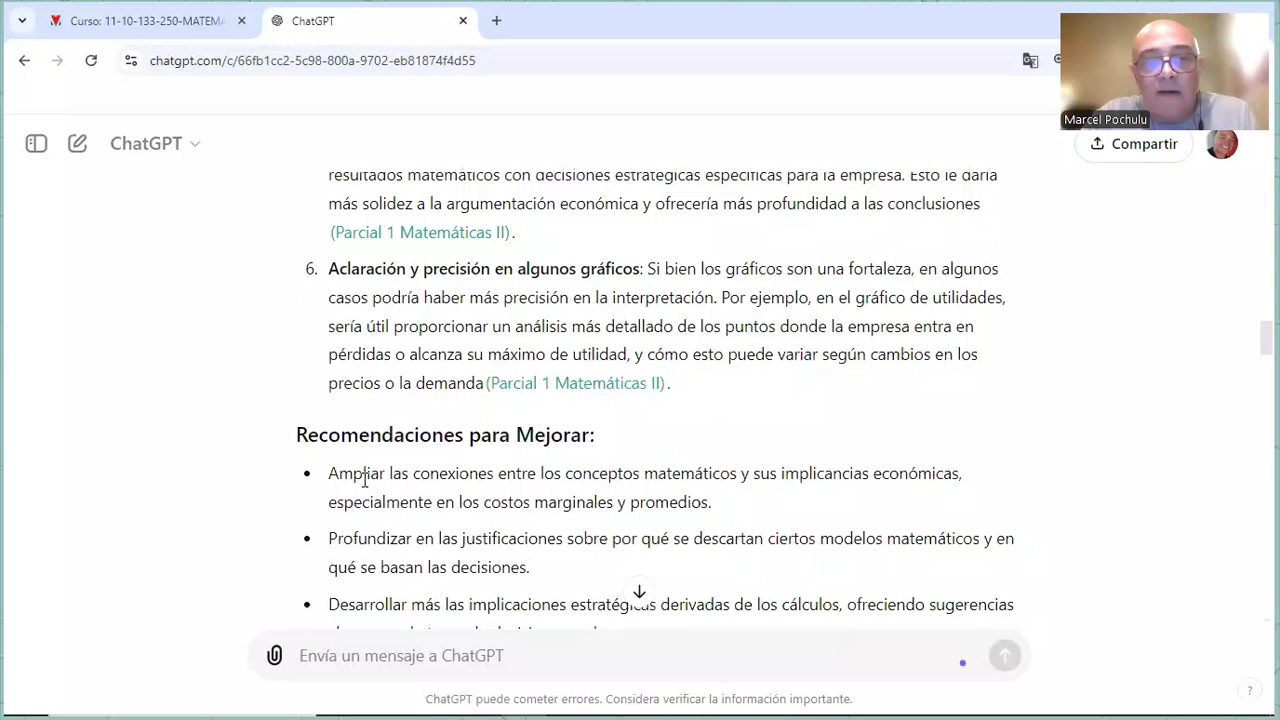 Curso: 11-10-133-250-MATEMA
ChatGPT
chatgpt.com/c/66fb1cc2-5c98-800a-9702-eb81874f4d55
Marcel Pochulu
ChatGPT
Compartir
resultados matemáticos con decisiones estratégicas específicas para la empresa. Esto le daría
más solidez a la argumentación económica y ofrecería más profundidad a las conclusiones
(Parcial 1 Matemáticas II).
6. Aclaración y precisión en algunos gráficos: Si bien los gráficos son una fortaleza, en algunos
casos podría haber más precisión en la interpretación. Por ejemplo, en el gráfico de utilidades,
sería útil proporcionar un análisis más detallado de los puntos donde la empresa entra en
pérdidas o alcanza su máximo de utilidad, y cómo esto puede variar según cambios en los
precios o la demanda(Parcial 1 Matemáticas II).
Recomendaciones para Mejorar:
• Ampliar las conexiones entre los conceptos matemáticos y sus implicancias económicas,
especialmente en los costos marginales y promedios.
• Profundizar en las justificaciones sobre por qué se descartan ciertos modelos matemáticos y en
qué se basan las decisiones.
• Desarrollar más las implicaciones estratégicas derivadas de los cálculos, ofreciendo sugerencias
Envía un mensaje a ChatGPT
ChatGPT puede cometer errores. Considera verificar la información importante.
?